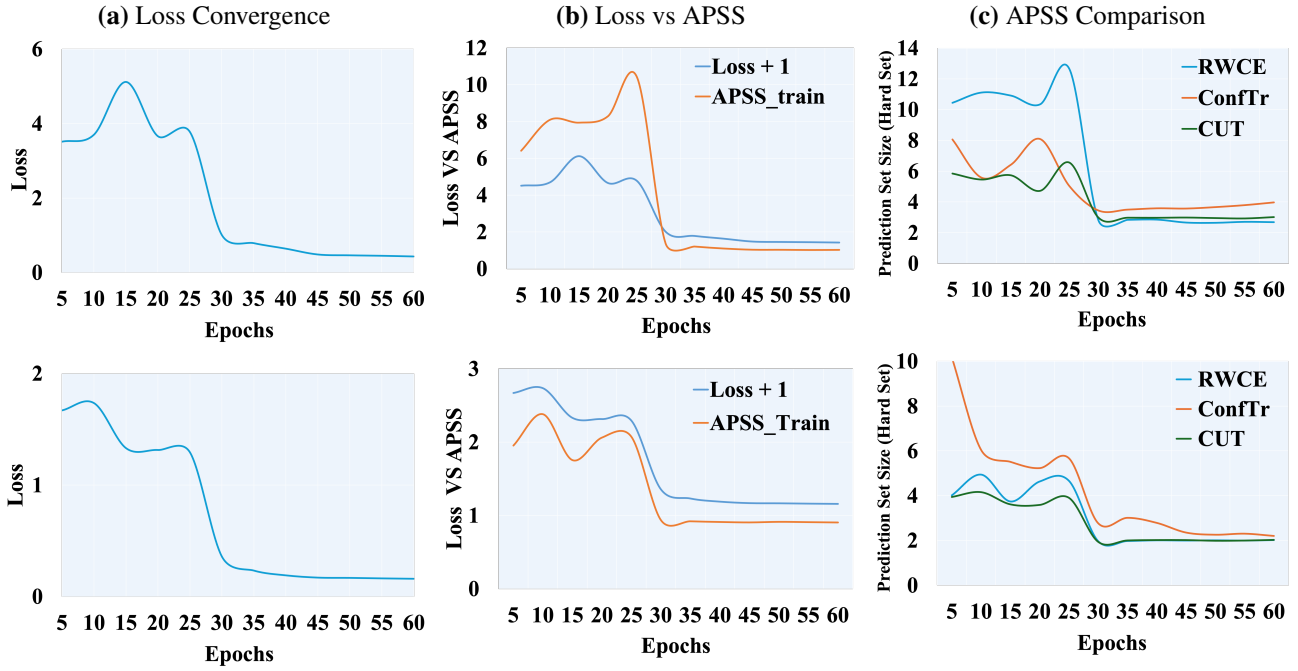 (a) Loss Convergence
(b) Loss vs APSS
(c) APSS Comparison
6
4
2
0
Loss
5 10 15 20 25 30 35 40 45 50 55 60
Epochs
12
10
8
6
4
2
0
Loss VS APSS
Loss + 1
APSS_train
5 10 15 20 25 30 35 40 45 50 55 60
Epochs
14
12
10
8
6
4
2
0
Prediction Set Size (Hard Set)
RWCE
ConfTr
CUT
5 10 15 20 25 30 35 40 45 50 55 60
Epochs
2
1
0
Loss
5 10 15 20 25 30 35 40 45 50 55 60
Epochs
3
2
1
0
Loss VS APSS
Loss + 1
APSS_Train
5 10 15 20 25 30 35 40 45 50 55 60
Epochs
10
8
6
4
2
0
Prediction Set Size (Hard Set)
RWCE
ConfTr
CUT
5 10 15 20 25 30 35 40 45 50 55 60
Epochs